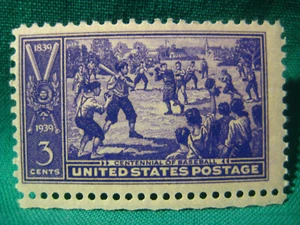 1839
1939
3
CENTS
CENTENNIAL OF BASEBALL
UNITED STATES POSTAGE